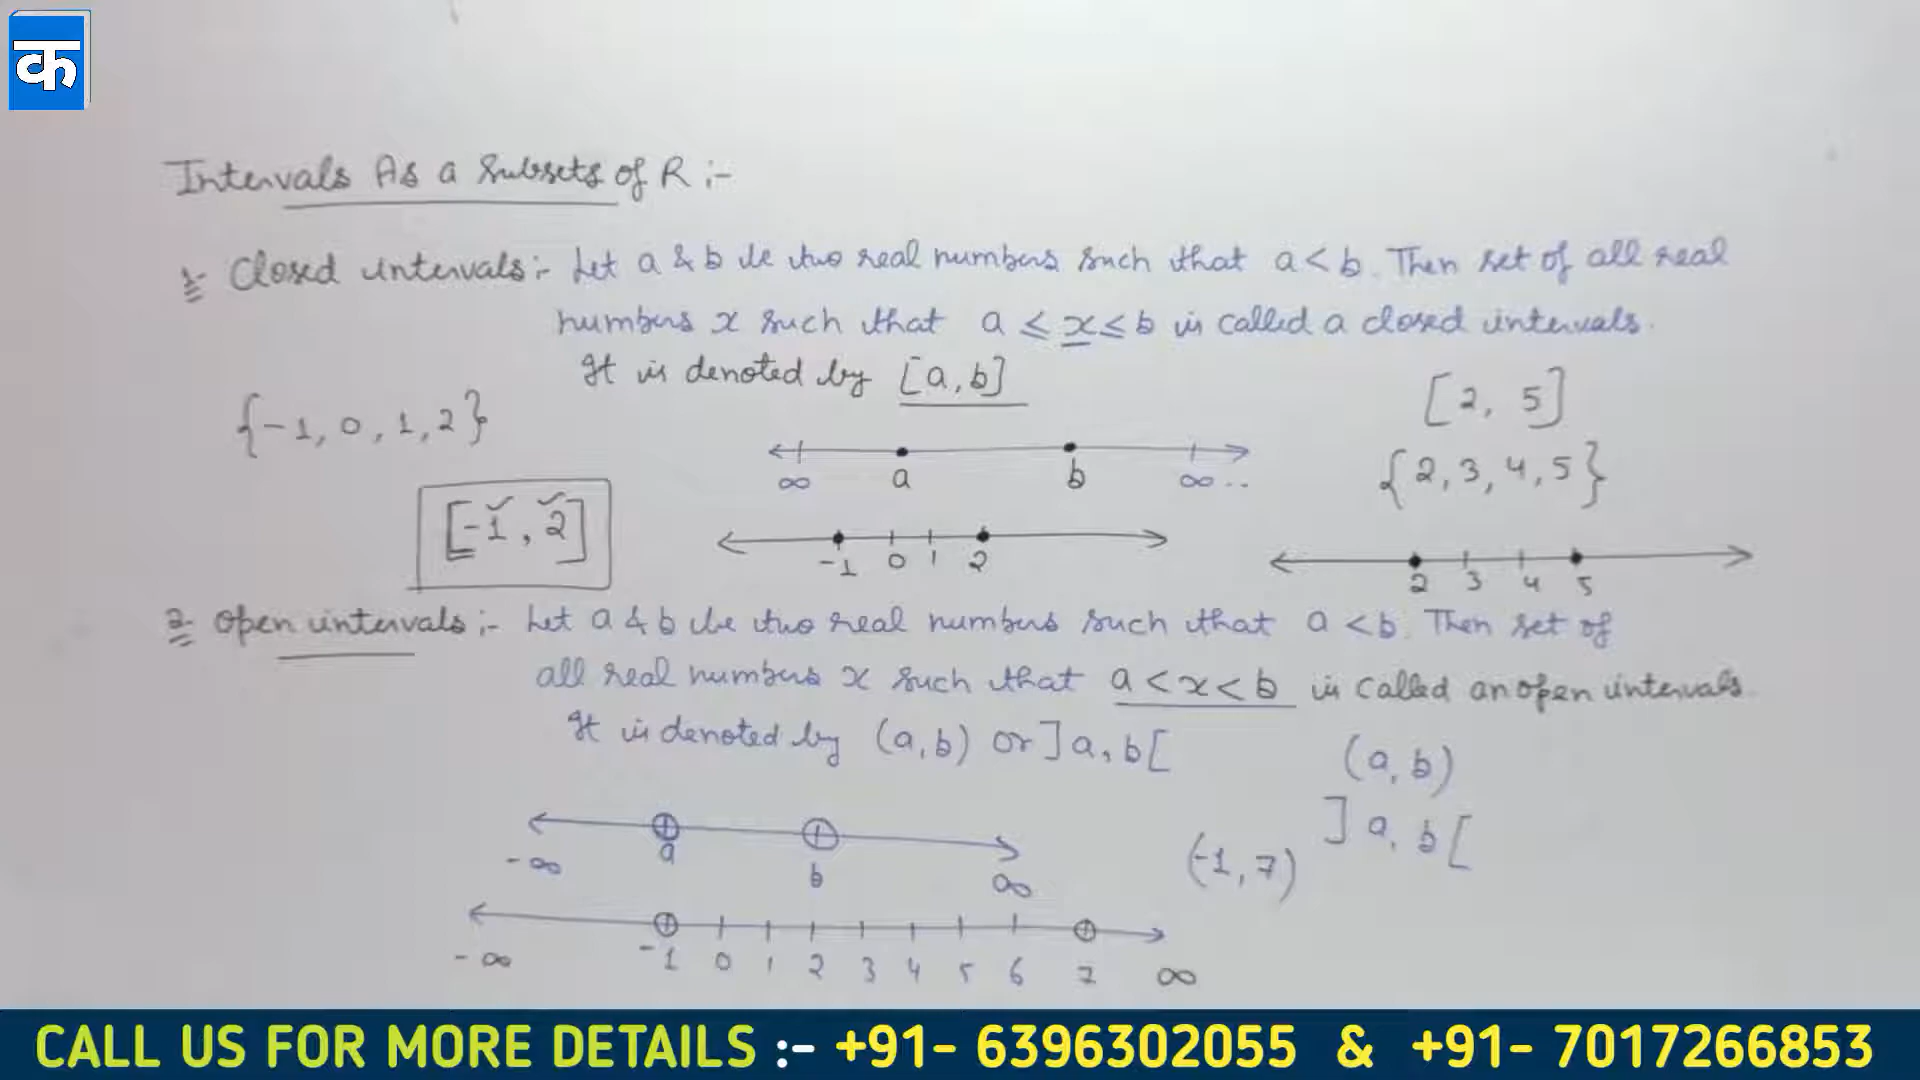 क
Intervals As a Subsets of R :-
1- Closed intervals :- Let a & b be two real numbers such that a < b. Then set of all real
numbers x such that a ≤ x ≤ b is called a closed intervals.
It is denoted by [a, b]
[2, 5]
{-1, 0, 1, 2}
{2, 3, 4, 5}
∞ a b ∞ ..
[-1, 2]
-1 0 1 2
2 3 4 5
2- Open intervals :- Let a & b be two real numbers such that a < b. Then set of
all real numbers x such that a < x < b is called an open intervals.
It is denoted by (a, b) or ]a, b[
(a, b)
]a, b[
-∞ a b ∞
(-1, 7)
-∞ -1 0 1 2 3 4 5 6 7 ∞
CALL US FOR MORE DETAILS :- +91- 6396302055 & +91- 7017266853